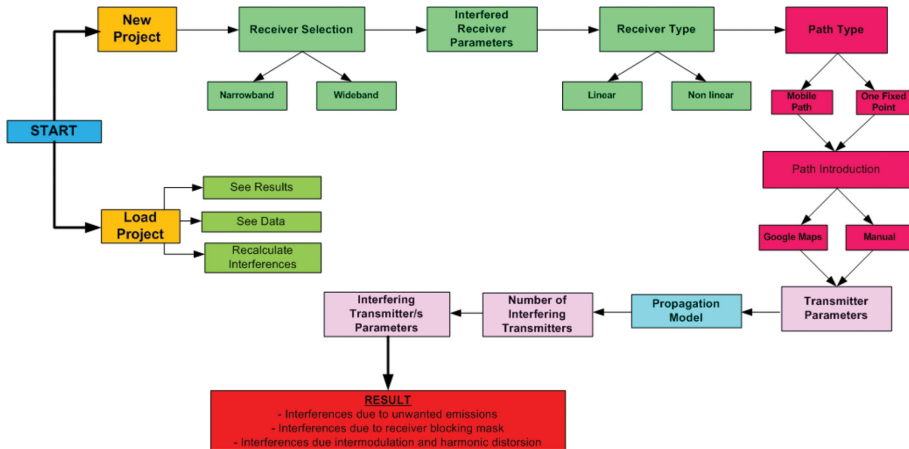 New
Project
Receiver Selection
Interfered
Receiver
Parameters
Receiver Type
Path Type
Narrowband
Wideband
Linear
Non linear
Mobile
Path
One Fixed
Point
START
Path Introduction
Load
Project
See Results
See Data
Recalculate
Interferences
Google Maps
Manual
Interfering
Transmitter/s
Parameters
Number of
Interfering
Transmitters
Propagation
Model
Transmitter
Parameters
RESULT
- Interferences due to unwanted emissions
- Interferences due to receiver blocking mask
- Interferences due intermodulation and harmonic distorsion